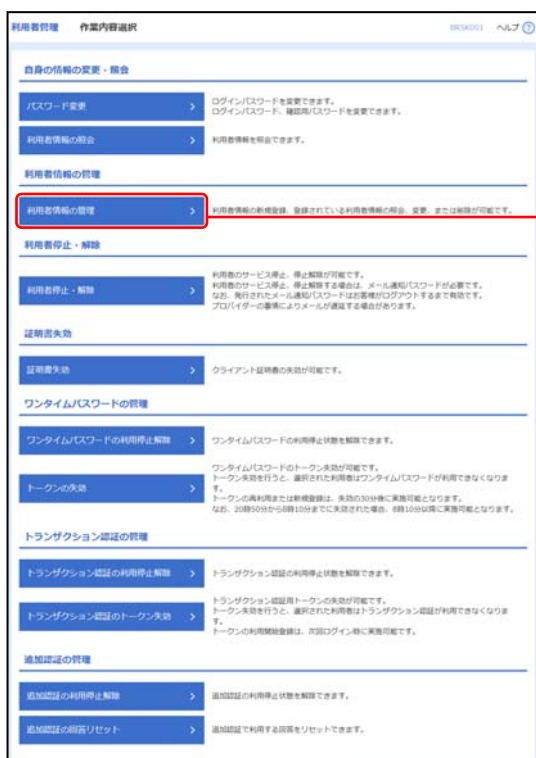 利用者管理　作業内容選択　BRSK001　ヘルプ ?
自身の情報の変更・照会
パスワード変更
ログインパスワードを変更できます。
ログインパスワード、確認用パスワードを変更できます。
利用者情報の照会
利用者情報を照会できます。
利用者情報の管理
利用者情報の管理
利用者情報の新規登録、登録されている利用者情報の照会、変更、または削除が可能です。
利用者停止・解除
利用者停止・解除
利用者のサービス停止、停止解除が可能です。
利用者のサービス停止、停止解除する場合は、メール通知パスワードが必要です。
なお、発行されたメール通知パスワードはお客様がログアウトするまで有効です。
プロバイダーの事情によりメールが遅延する場合があります。
証明書失効
証明書失効
クライアント証明書の失効が可能です。
ワンタイムパスワードの管理
ワンタイムパスワードの利用停止解除
ワンタイムパスワードの利用停止状態を解除できます。
トークンの失効
ワンタイムパスワードのトークン失効が可能です。
トークン失効を行うと、選択された利用者はワンタイムパスワードが利用できなくなりま
す。
トークンの再利用または新規登録は、失効の30分後に実施可能となります。
なお、20時50分から8時10分までに失効された場合、8時10分以降に実施可能となります。
トランザクション認証の管理
トランザクション認証の利用停止解除
トランザクション認証の利用停止状態を解除できます。
トランザクション認証のトークン失効
トランザクション認証用トークンの失効が可能です。
トークン失効を行うと、選択された利用者はトランザクション認証が利用できなくなりま
す。
トークンの利用開始登録は、次回ログイン時に実施可能です。
追加認証の管理
追加認証の利用停止解除
追加認証の利用停止状態を解除できます。
追加認証の回答リセット
追加認証で利用する回答をリセットできます。